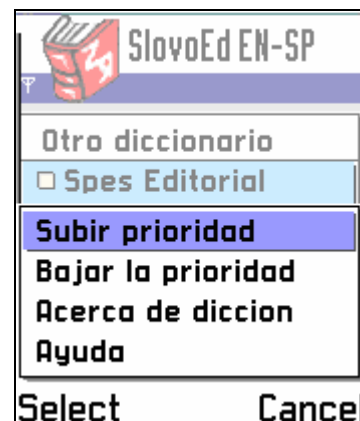 SlovoEd EN-SP
Otro diccionario
Spes Editorial
Subir prioridad
Bajar la prioridad
Acerca de diccion
Ayuda
Select Cancel